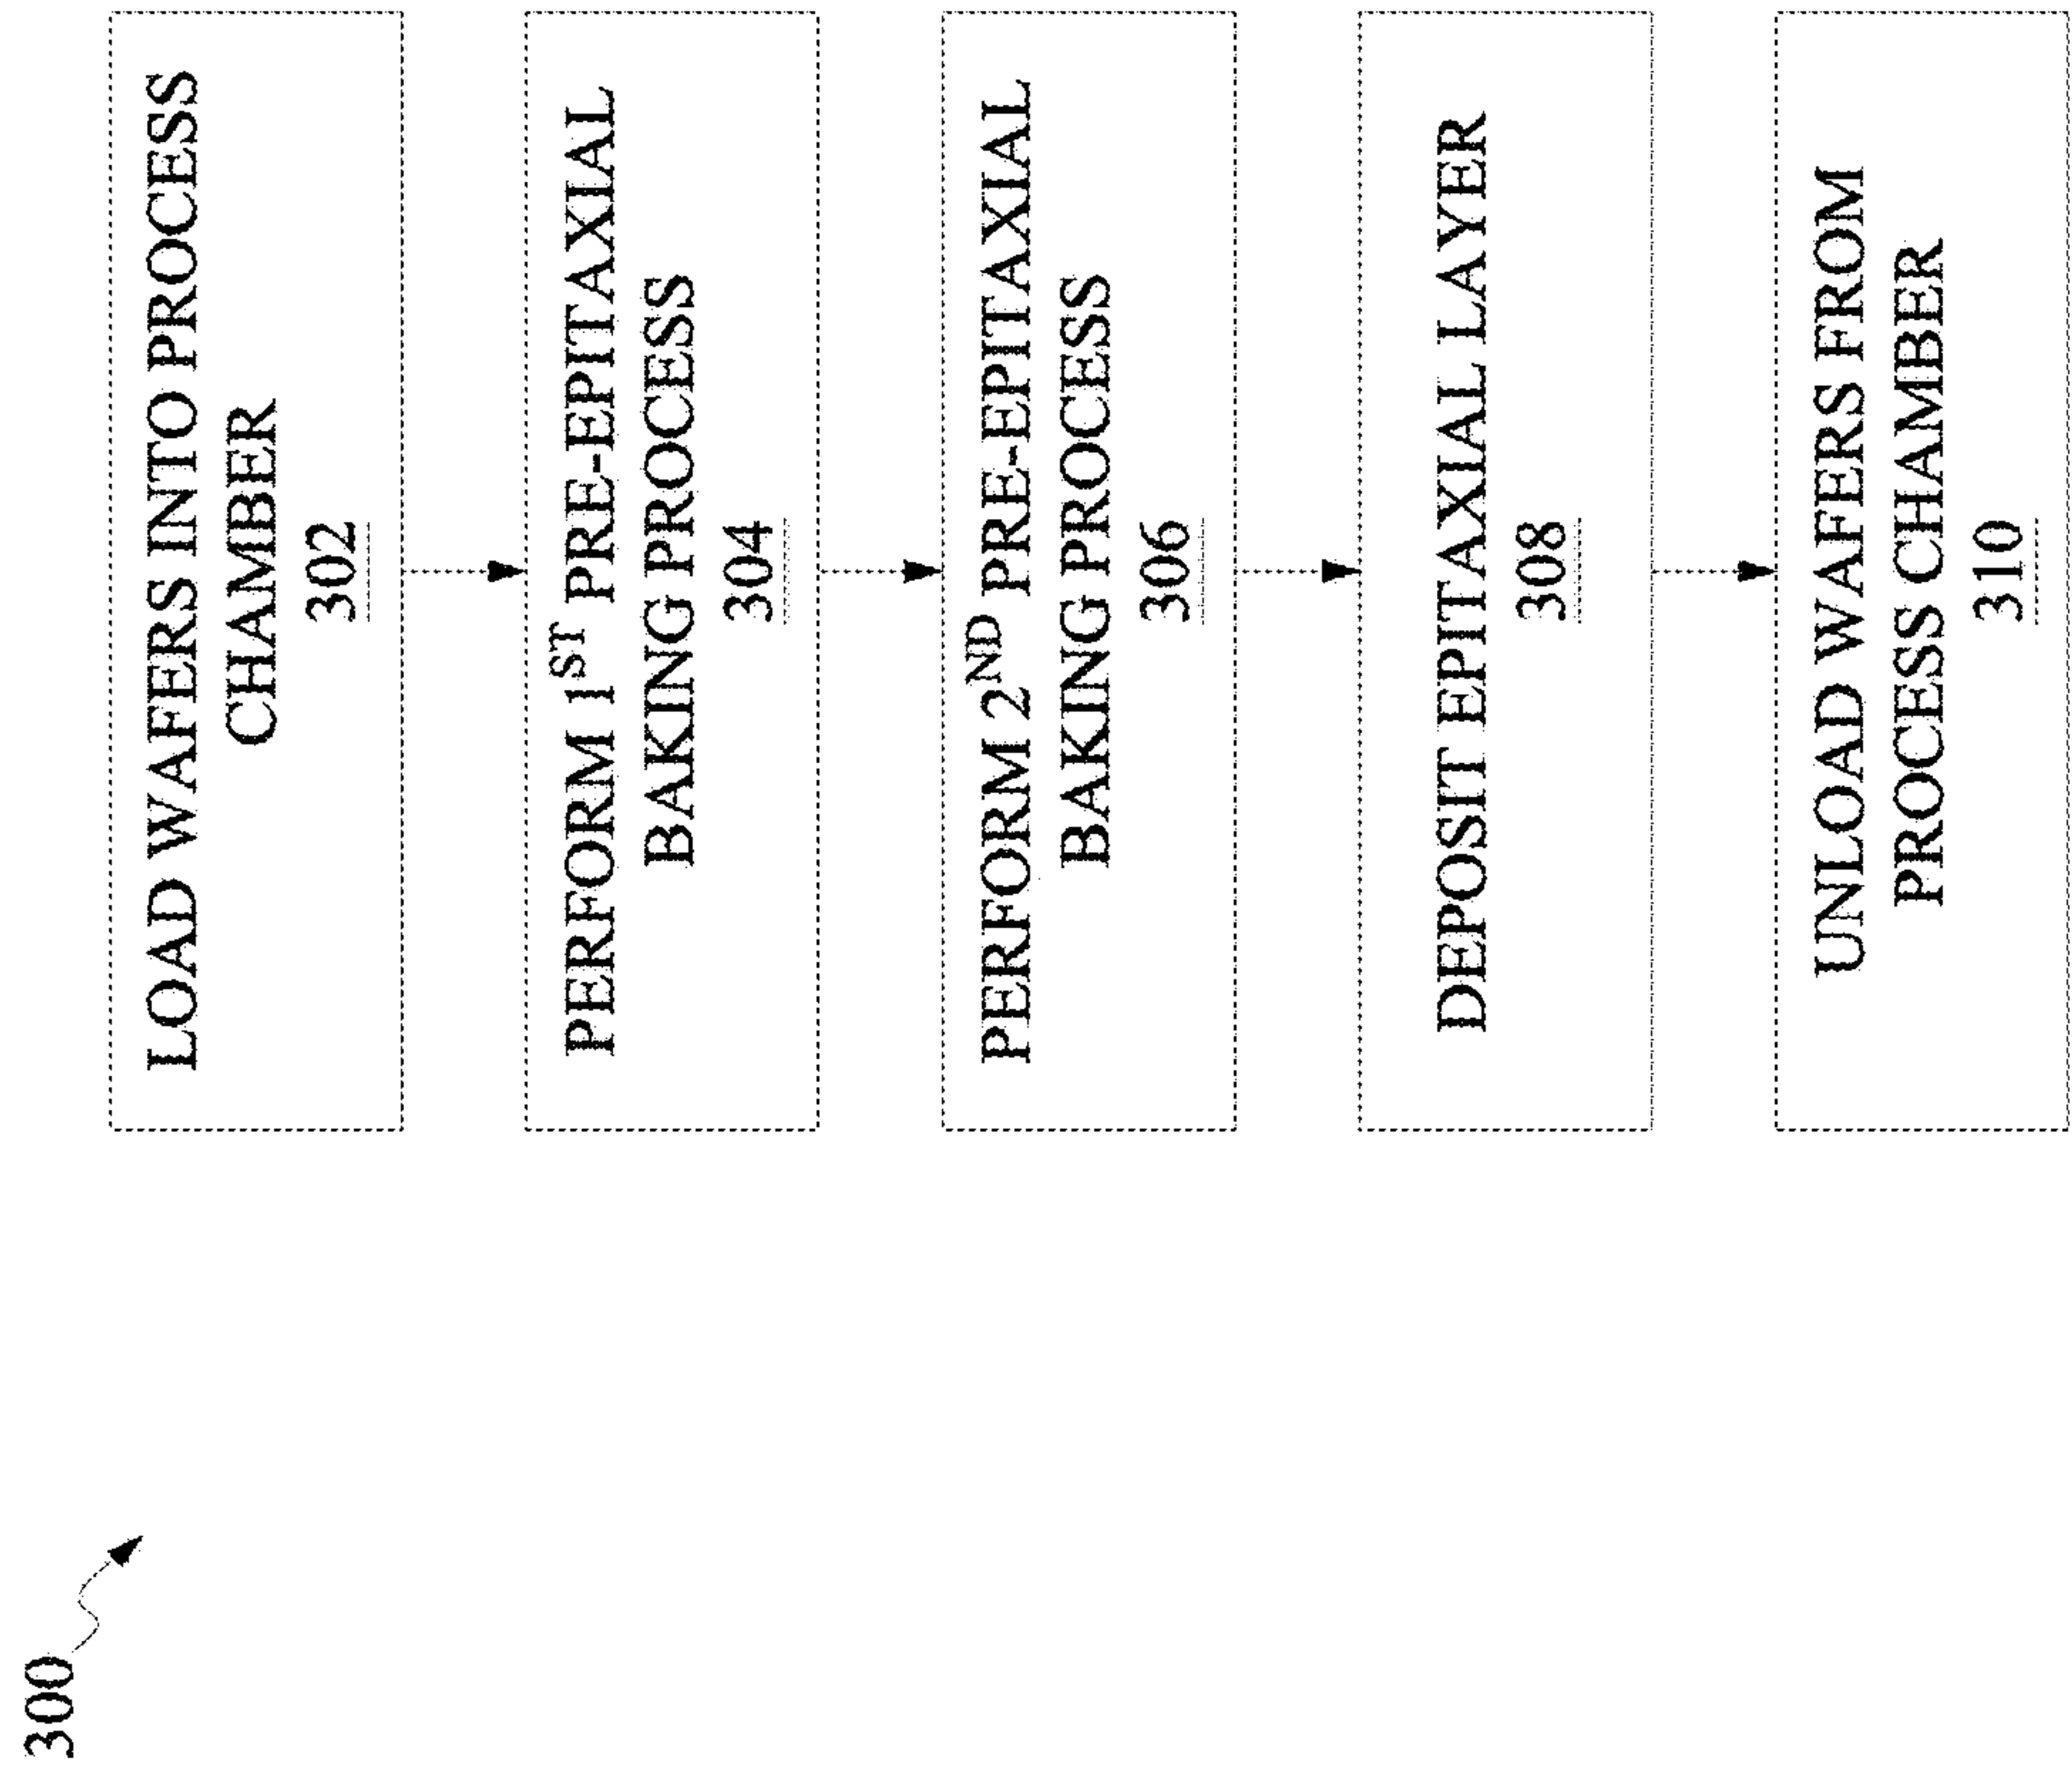 300
LOAD WAFERS INTO PROCESS
CHAMBER
302
PERFORM 1ST PRE-EPITAXIAL
BAKING PROCESS
304
PERFORM 2ND PRE-EPITAXIAL
BAKING PROCESS
306
DEPOSIT EPITAXIAL LAYER
308
UNLOAD WAFERS FROM
PROCESS CHAMBER
310